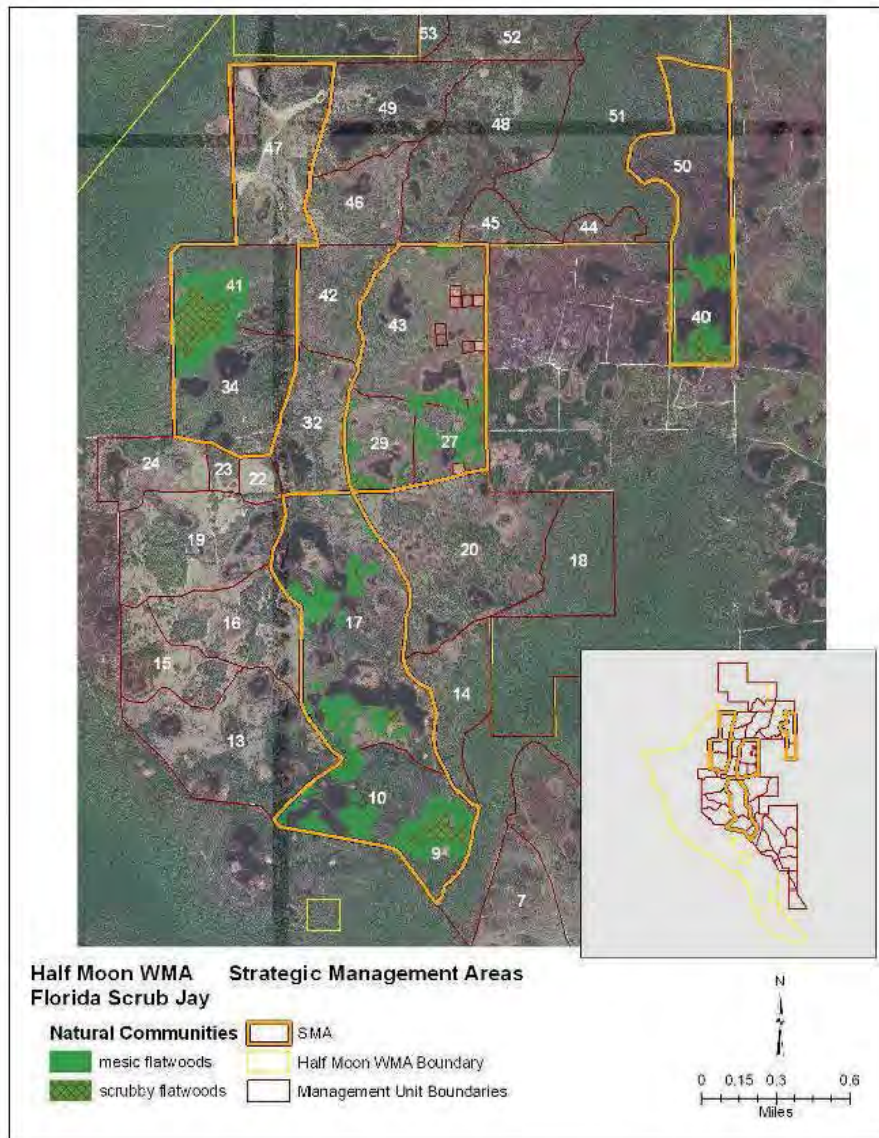 53 52
49 48 51
47 50
46
45 44
41 42 43 40
34
32 29 27
24 23 22
19 20 18
17
16
15 14
13
10
9
7
Half Moon WMA Strategic Management Areas
Florida Scrub Jay
Natural Communities SMA
mesic flatwoods Half Moon WMA Boundary
scrubby flatwoods Management Unit Boundaries
N
0 0.15 0.3 0.6
Miles